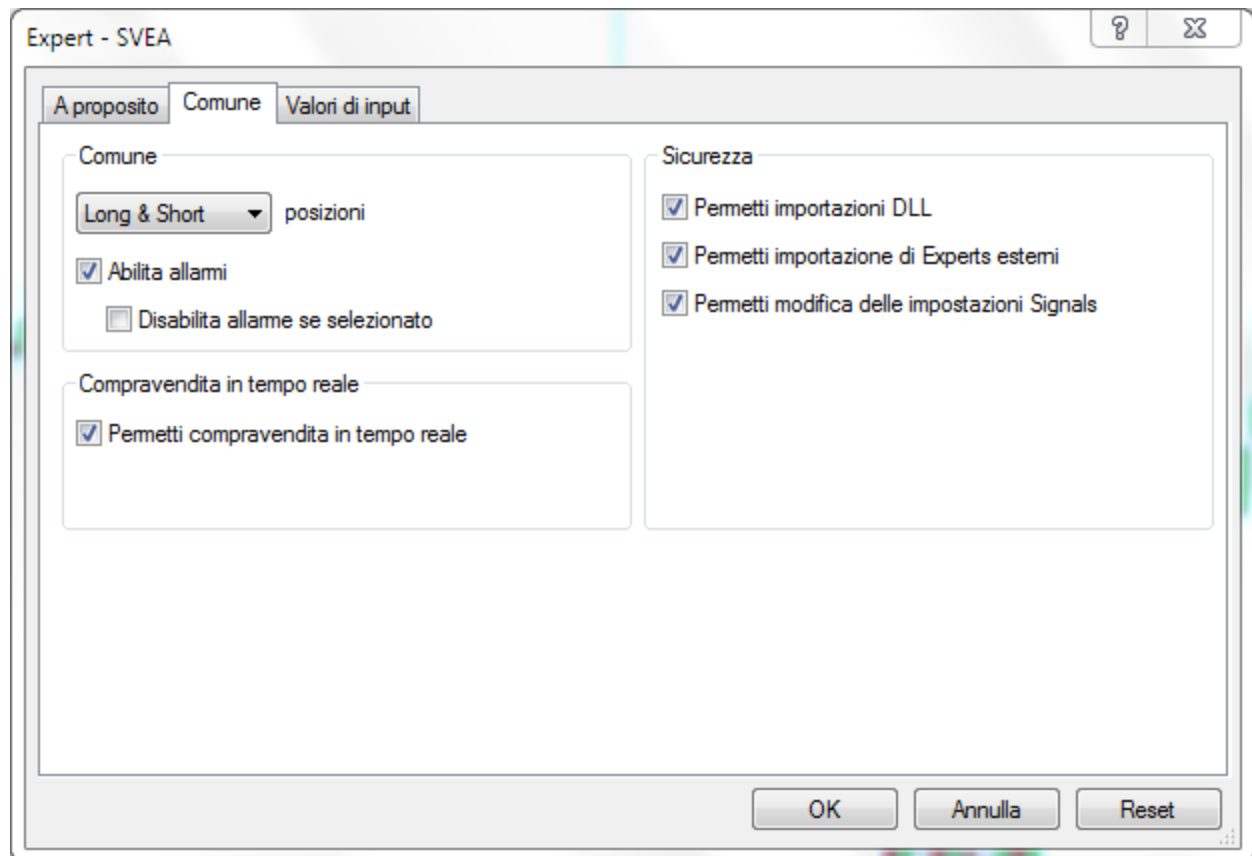 Expert - SVEA
A proposito
Comune
Valori di input
Comune
Long & Short
posizioni
Abilita allarmi
Disabilita allarme se selezionato
Compravendita in tempo reale
Permetti compravendita in tempo reale
Sicurezza
Permetti importazioni DLL
Permetti importazione di Experts esterni
Permetti modifica delle impostazioni Signals
OK
Annulla
Reset